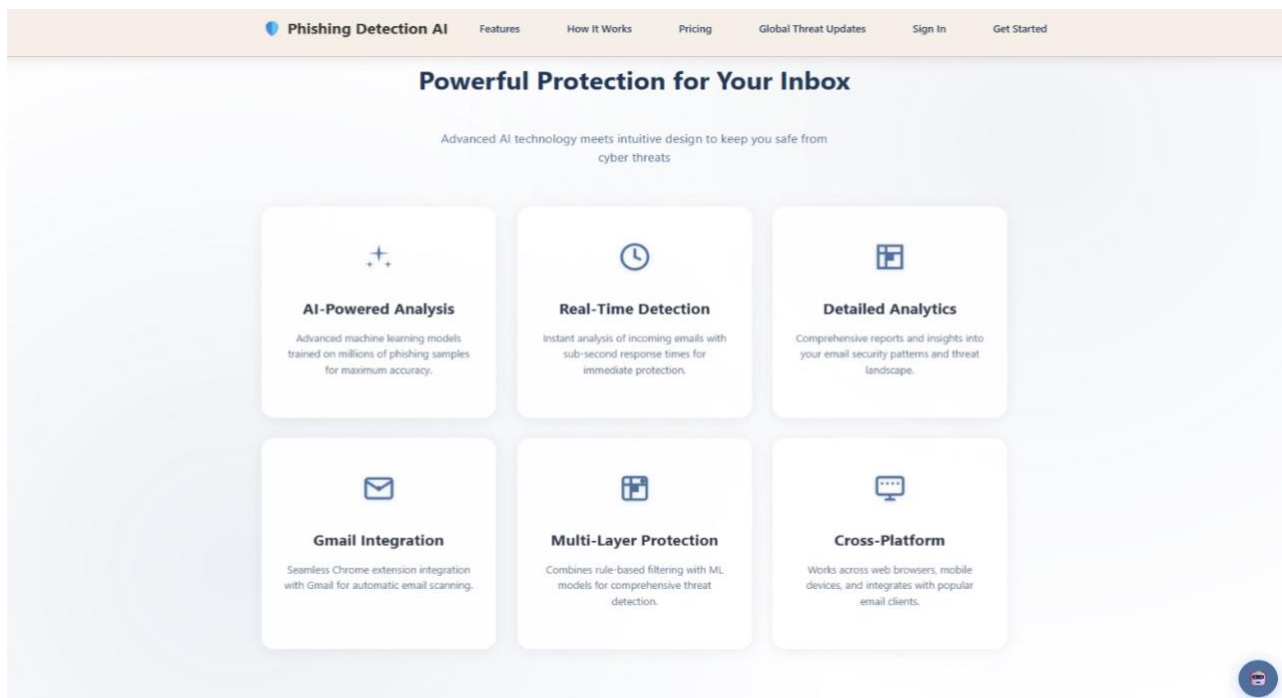 Phishing Detection AI Features How It Works Pricing Global Threat Updates Sign In Get Started
Powerful Protection for Your Inbox
Advanced AI technology meets intuitive design to keep you safe from
cyber threats
AI-Powered Analysis
Advanced machine learning models
trained on millions of phishing samples
for maximum accuracy.
Real-Time Detection
Instant analysis of incoming emails with
sub-second response times for
immediate protection.
Detailed Analytics
Comprehensive reports and insights into
your email security patterns and threat
landscape.
Gmail Integration
Seamless Chrome extension integration
with Gmail for automatic email scanning.
Multi-Layer Protection
Combines rule-based filtering with ML
models for comprehensive threat
detection.
Cross-Platform
Works across web browsers, mobile
devices, and integrates with popular
email clients.